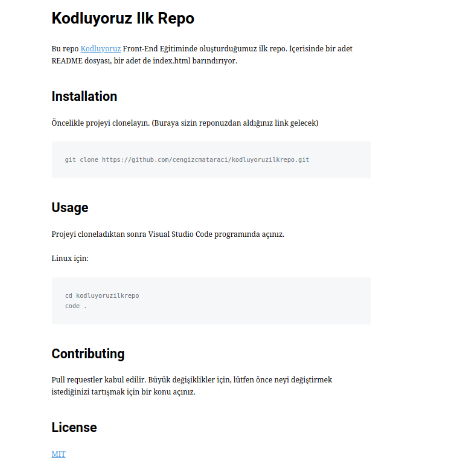 Kodluyoruz Ilk Repo
Bu repo Kodluyoruz Front-End Eğitiminde oluşturduğumuz ilk repo. İçerisinde bir adet
README dosyası, bir adet de index.html barındırıyor.
Installation
Öncelikle projeyi clonelayın. (Buraya sizin reponuzdan aldığınız link gelecek)
git clone https://github.com/cengizcmataraci/kodluyoruzilkrepo.git
Usage
Projeyi cloneladıktan sonra Visual Studio Code programında açınız.
Linux için:
cd kodluyoruzilkrepo
code .
Contributing
Pull requestler kabul edilir. Büyük değişiklikler için, lütfen önce neyi değiştirmek
istediğinizi tartışmak için bir konu açınız.
License
MIT